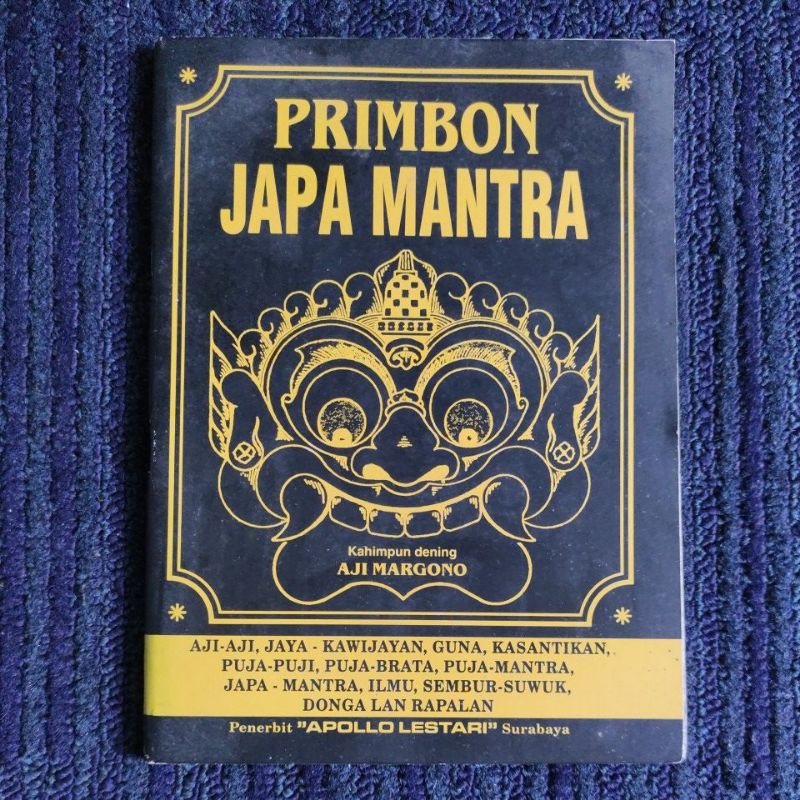 PRIMBON
JAPA MANTRA
Kahimpun dening
AJI MARGONO
AJI-AJI, JAYA - KAWIJAYAN, GUNA, KASANTIKAN,
PUJA-PUJI, PUJA-BRATA, PUJA-MANTRA,
JAPA - MANTRA, ILMU, SEMBUR-SUWUK,
DONGA LAN RAPALAN
Penerbit "APOLLO LESTARI" Surabaya